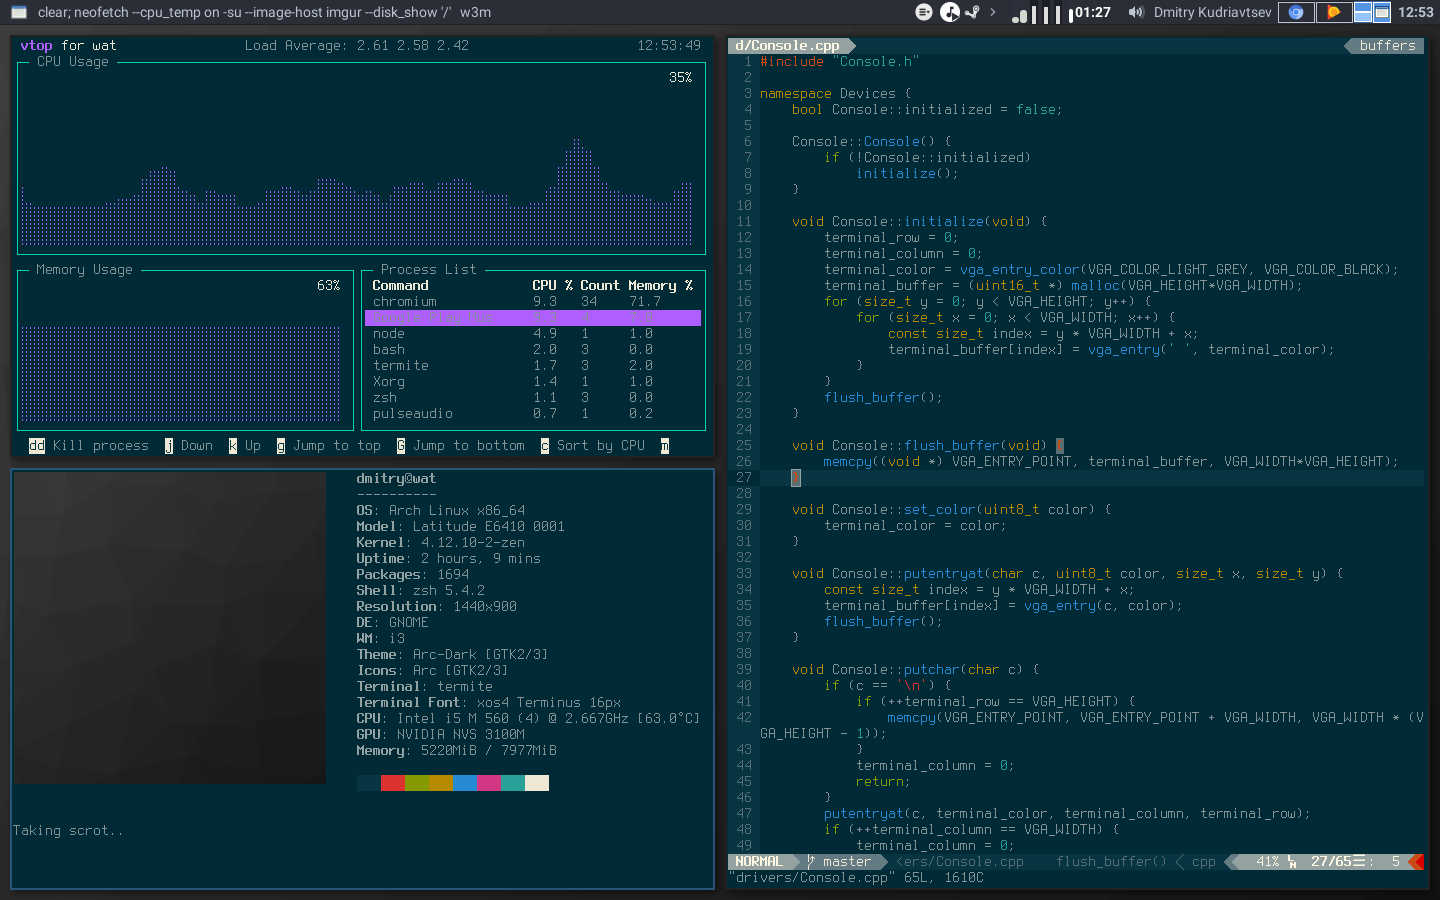 clear; neofetch --cpu_temp on -su --image-host imgur --disk_show '/' w3m
01:27 Dmitry Kudriavtsev 12:53
vtop for wat Load Average: 2.61 2.58 2.42 12:53:49
CPU Usage
35%
Memory Usage
63%
Process List
Command CPU % Count Memory %
chromium 9.3 34 71.7
node 4.9 1 1.0
bash 2.0 3 0.0
termite 1.7 3 2.0
Xorg 1.4 1 1.0
zsh 1.1 3 0.0
pulseaudio 0.7 1 0.2
dd Kill process j Down k Up g Jump to top G Jump to bottom c Sort by CPU m
dmitry@wat
----------
OS: Arch Linux x86_64
Model: Latitude E6410 0001
Kernel: 4.12.10-2-zen
Uptime: 2 hours, 9 mins
Packages: 1694
Shell: zsh 5.4.2
Resolution: 1440x900
DE: GNOME
WM: i3
Theme: Arc-Dark [GTK2/3]
Icons: Arc [GTK2/3]
Terminal: termite
Terminal Font: xos4 Terminus 16px
CPU: Intel i5 M 560 (4) @ 2.667GHz [63.0°C]
GPU: NVIDIA NVS 3100M
Memory: 5220MiB / 7977MiB
Taking scrot..
d/Console.cpp buffers
1 #include "Console.h"
2
3 namespace Devices {
4 bool Console::initialized = false;
5
6 Console::Console() {
7 if (!Console::initialized)
8 initialize();
9 }
10
11 void Console::initialize(void) {
12 terminal_row = 0;
13 terminal_column = 0;
14 terminal_color = vga_entry_color(VGA_COLOR_LIGHT_GREY, VGA_COLOR_BLACK);
15 terminal_buffer = (uint16_t *) malloc(VGA_HEIGHT*VGA_WIDTH);
16 for (size_t y = 0; y < VGA_HEIGHT; y++) {
17 for (size_t x = 0; x < VGA_WIDTH; x++) {
18 const size_t index = y * VGA_WIDTH + x;
19 terminal_buffer[index] = vga_entry(' ', terminal_color);
20 }
21 }
22 flush_buffer();
23 }
24
25 void Console::flush_buffer(void) {
26 memcpy((void *) VGA_ENTRY_POINT, terminal_buffer, VGA_WIDTH*VGA_HEIGHT);
27 }
28
29 void Console::set_color(uint8_t color) {
30 terminal_color = color;
31 }
32
33 void Console::putentryat(char c, uint8_t color, size_t x, size_t y) {
34 const size_t index = y * VGA_WIDTH + x;
35 terminal_buffer[index] = vga_entry(c, color);
36 flush_buffer();
37 }
38
39 void Console::putchar(char c) {
40 if (c == '\n') {
41 if (++terminal_row == VGA_HEIGHT) {
42 memcpy(VGA_ENTRY_POINT, VGA_ENTRY_POINT + VGA_WIDTH, VGA_WIDTH * (V
GA_HEIGHT - 1));
43 }
44 terminal_column = 0;
45 return;
46 }
47 putentryat(c, terminal_color, terminal_column, terminal_row);
48 if (++terminal_column == VGA_WIDTH) {
49 terminal_column = 0;
NORMAL master <ers/Console.cpp flush_buffer() cpp 41% 27/65 : 5
"drivers/Console.cpp" 65L, 1610C